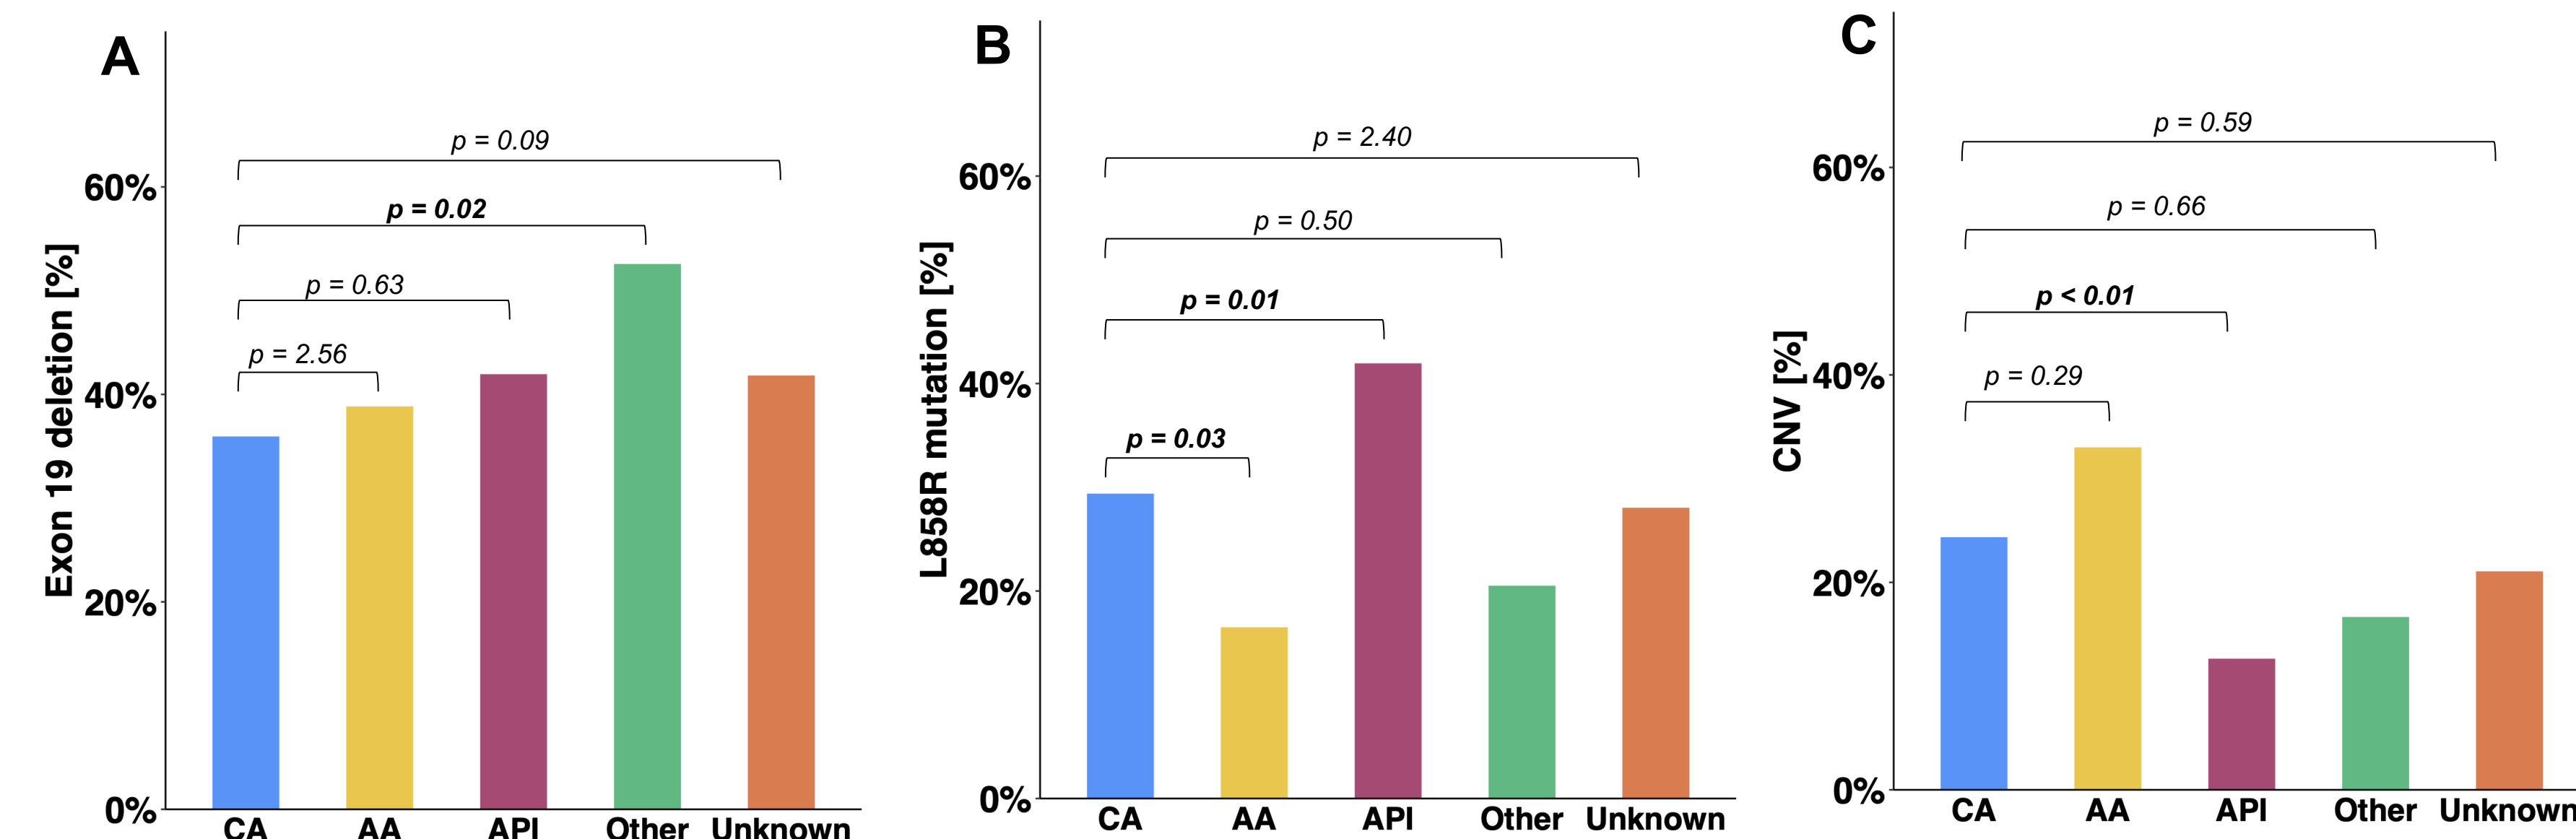 A
Exon 19 deletion [%]
60%
40%
20%
0%
p = 0.09
p = 0.02
p = 0.63
p = 2.56
CA AA API Other Unknown
B
L858R mutation [%]
60%
40%
20%
0%
p = 2.40
p = 0.50
p = 0.01
p = 0.03
CA AA API Other Unknown
C
CNV [%]
60%
40%
20%
0%
p = 0.59
p = 0.66
p < 0.01
p = 0.29
CA AA API Other Unknown